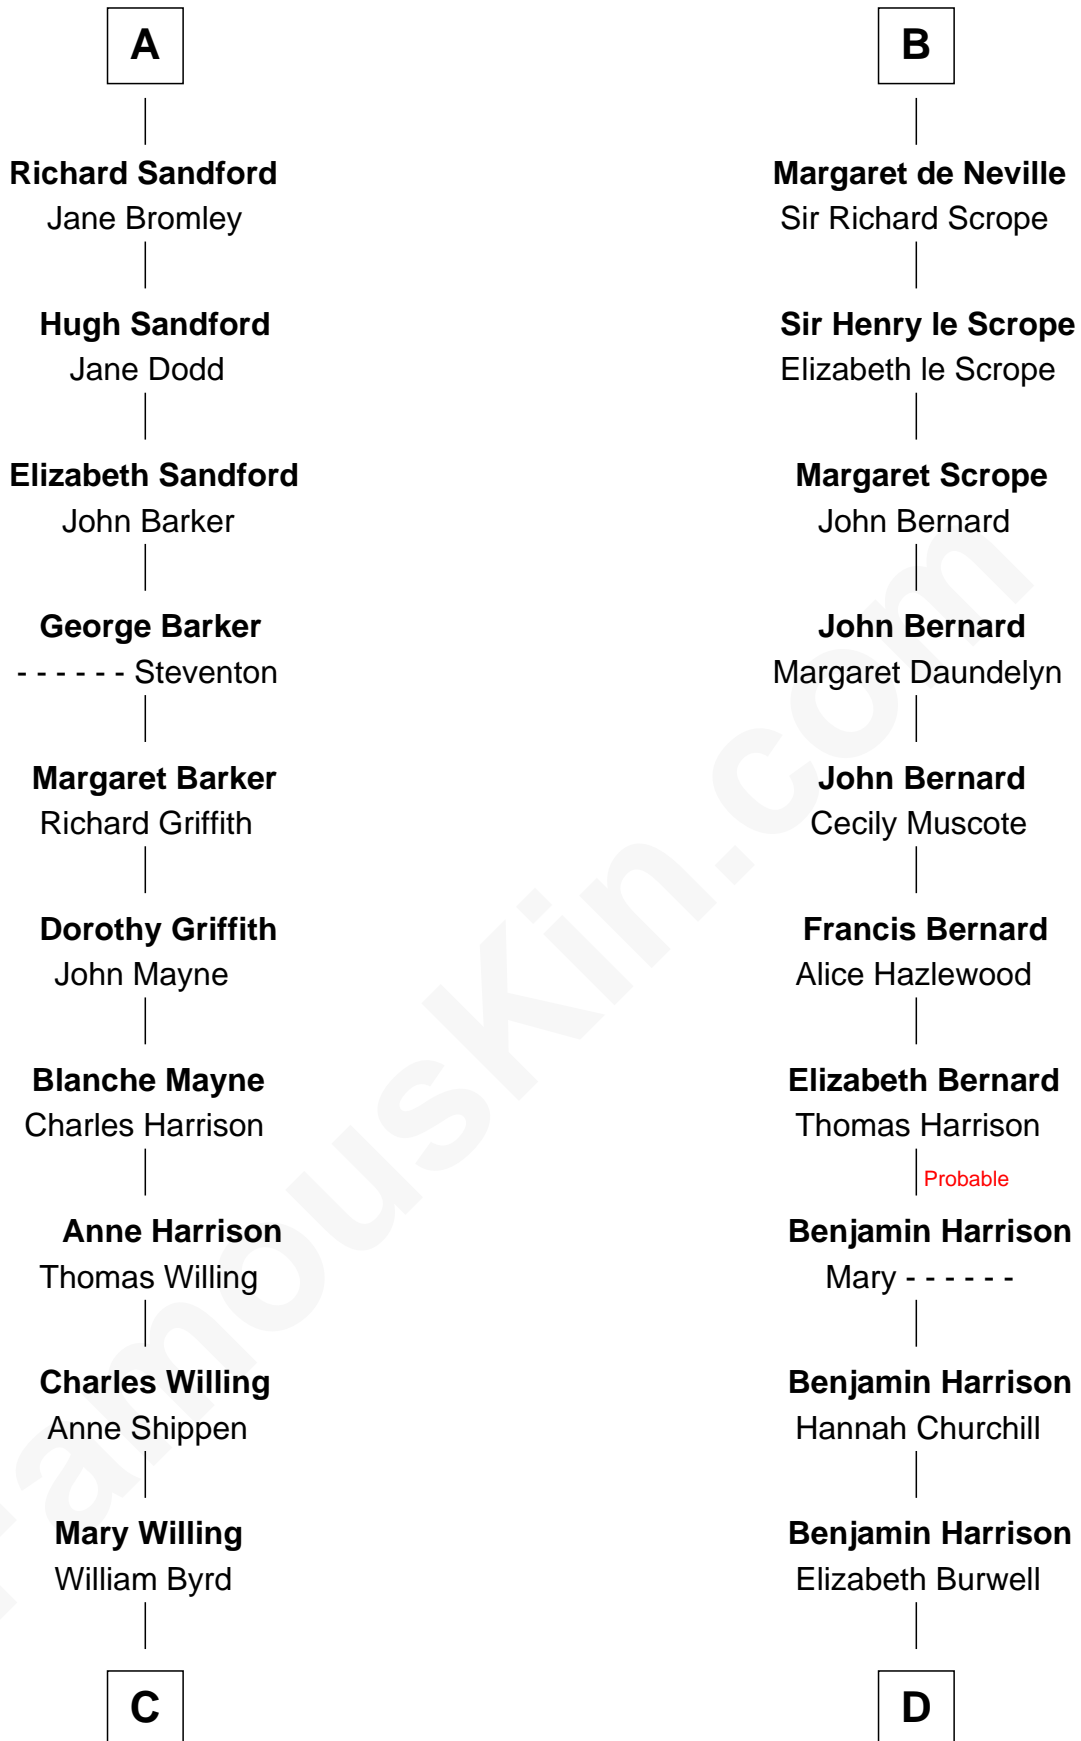 A
Richard Sandford
Jane Bromley
Hugh Sandford
Jane Dodd
Elizabeth Sandford
John Barker
George Barker
- - - - - - Steventon
Margaret Barker
Richard Griffith
Dorothy Griffith
John Mayne
Blanche Mayne
Charles Harrison
Anne Harrison
Thomas Willing
Charles Willing
Anne Shippen
Mary Willing
William Byrd
C
B
Margaret de Neville
Sir Richard Scrope
Sir Henry le Scrope
Elizabeth le Scrope
Margaret Scrope
John Bernard
John Bernard
Margaret Daundelyn
John Bernard
Cecily Muscote
Francis Bernard
Alice Hazlewood
Elizabeth Bernard
Thomas Harrison
Probable
Benjamin Harrison
Mary - - - - - -
Benjamin Harrison
Hannah Churchill
Benjamin Harrison
Elizabeth Burwell
D
FamousKin.com